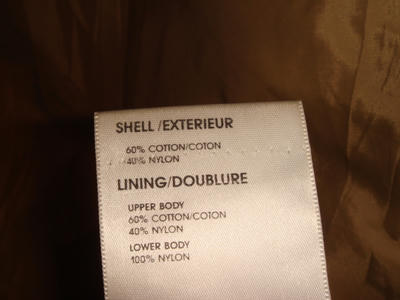 SHELL /EXTERIEUR
60% COTTON/COTON
40% NYLON
LINING/DOUBLURE
UPPER BODY
60% COTTON/COTON
40% NYLON
LOWER BODY
100% NYLON